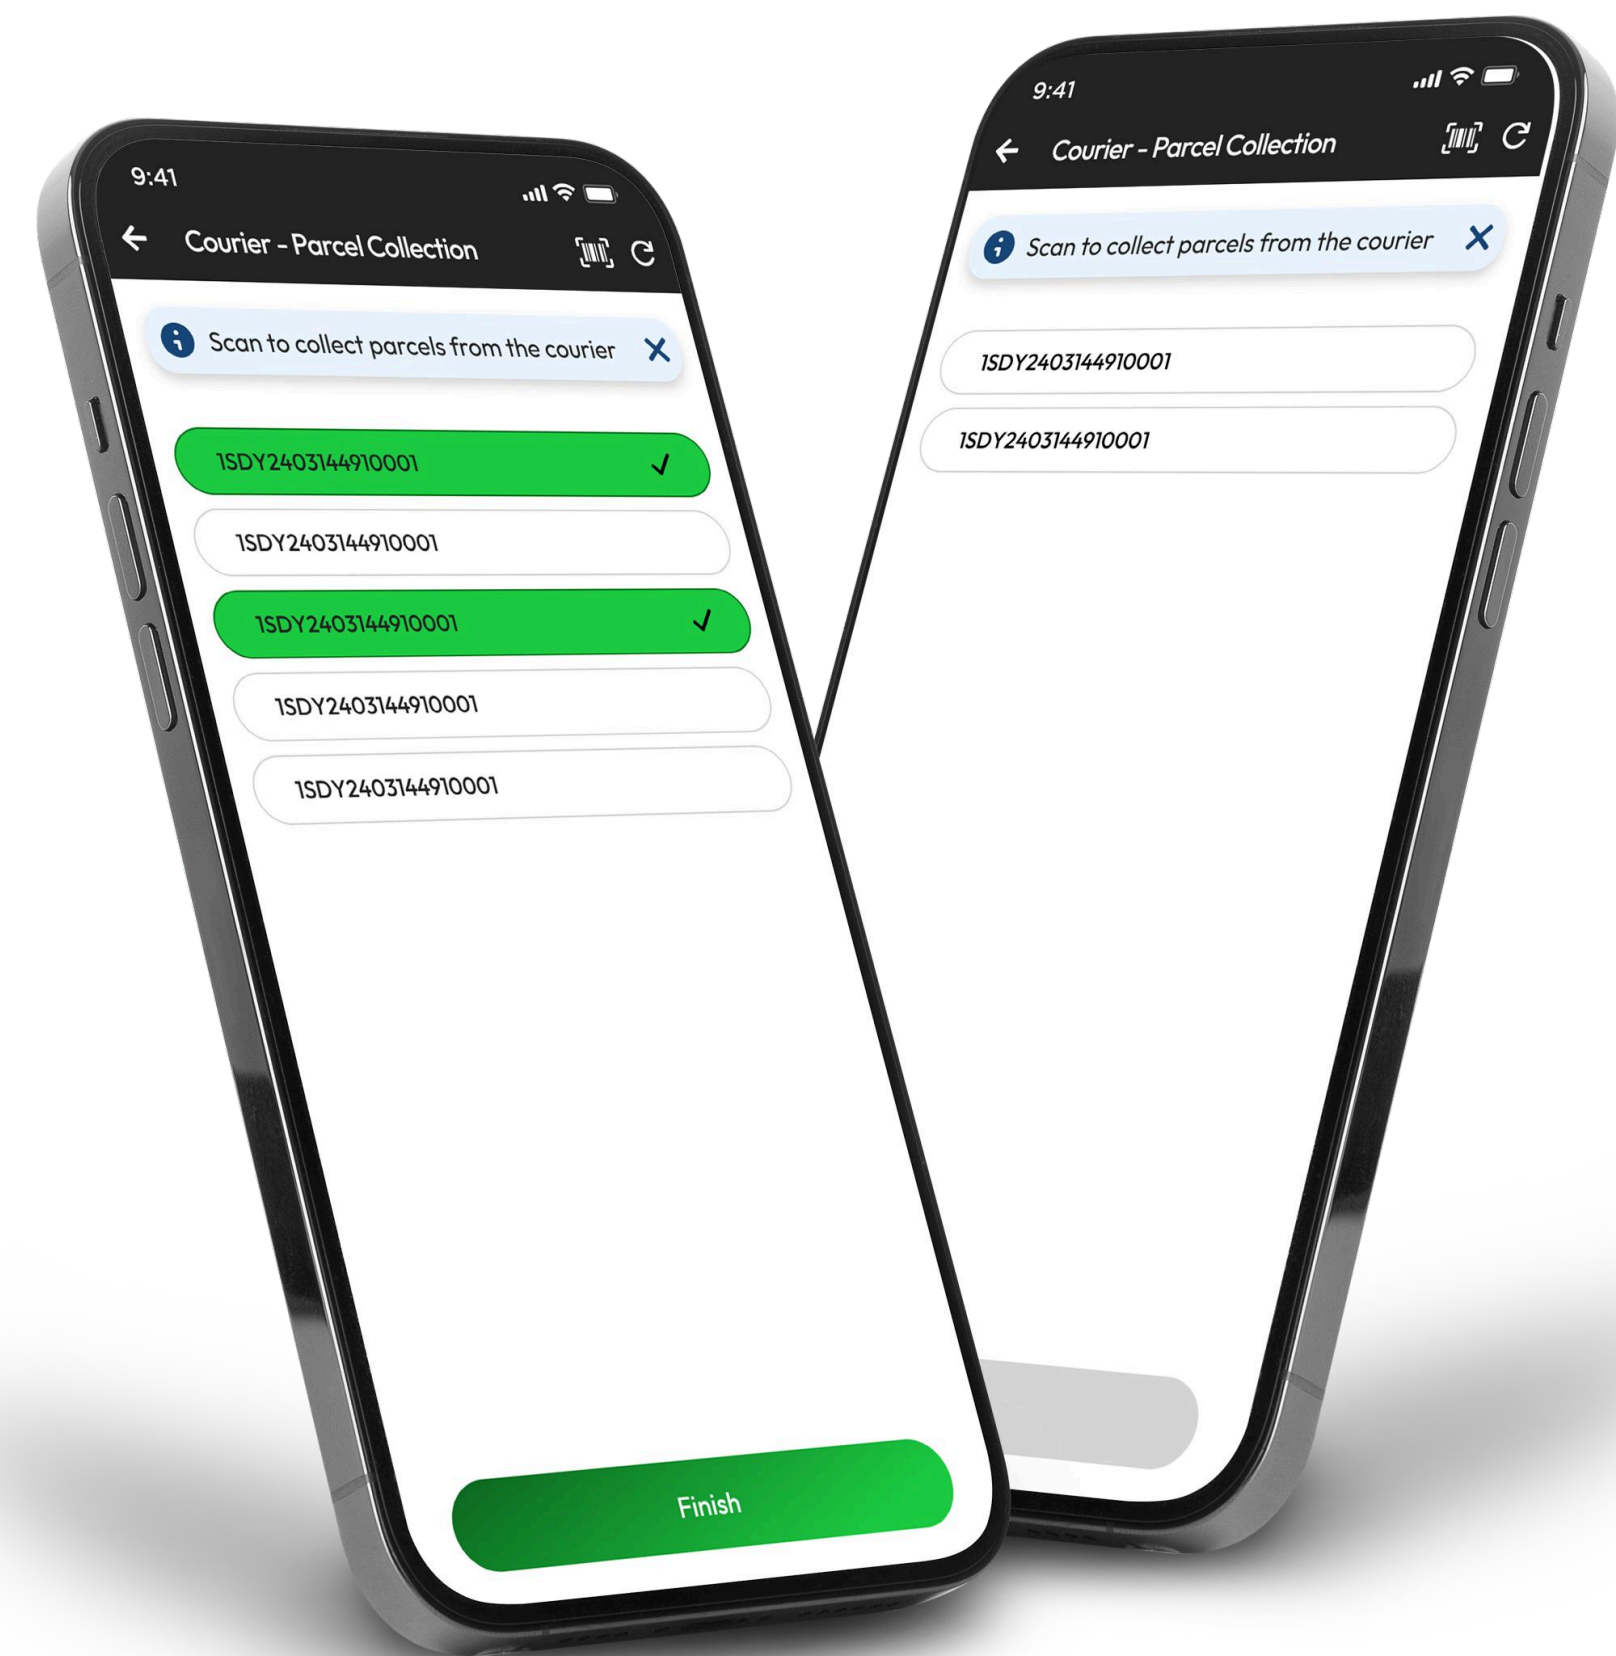 9:41
Courier - Parcel Collection
Scan to collect parcels from the courier
1SDY2403144910001
1SDY2403144910001
1SDY2403144910001
1SDY2403144910001
1SDY2403144910001
Finish
9:41
Courier - Parcel Collection
Scan to collect parcels from the courier
1SDY2403144910001
1SDY2403144910001